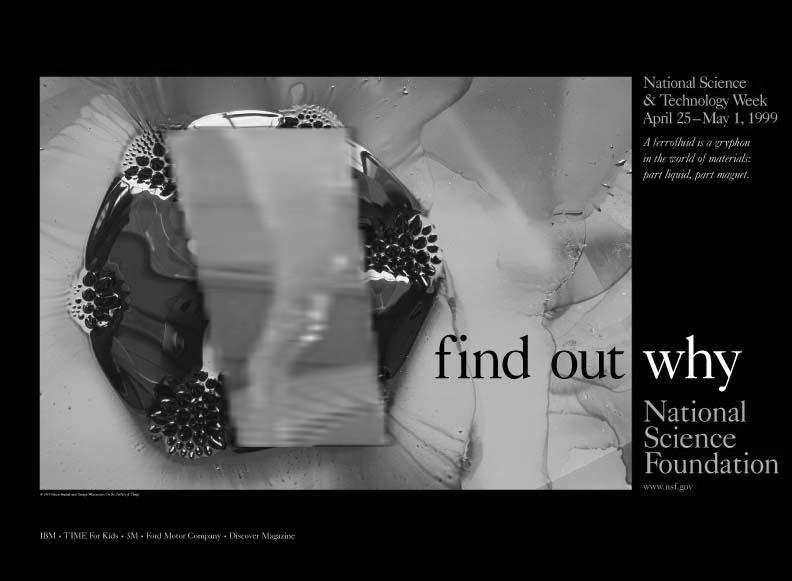 National Science
& Technology Week
April 25–May 1, 1999
A ferrofluid is a gryphon
in the world of materials:
part liquid, part magnet.
find out why
National
Science
Foundation
www.nsf.gov
IBM • TIME For Kids • 3M • Ford Motor Company • Discover Magazine